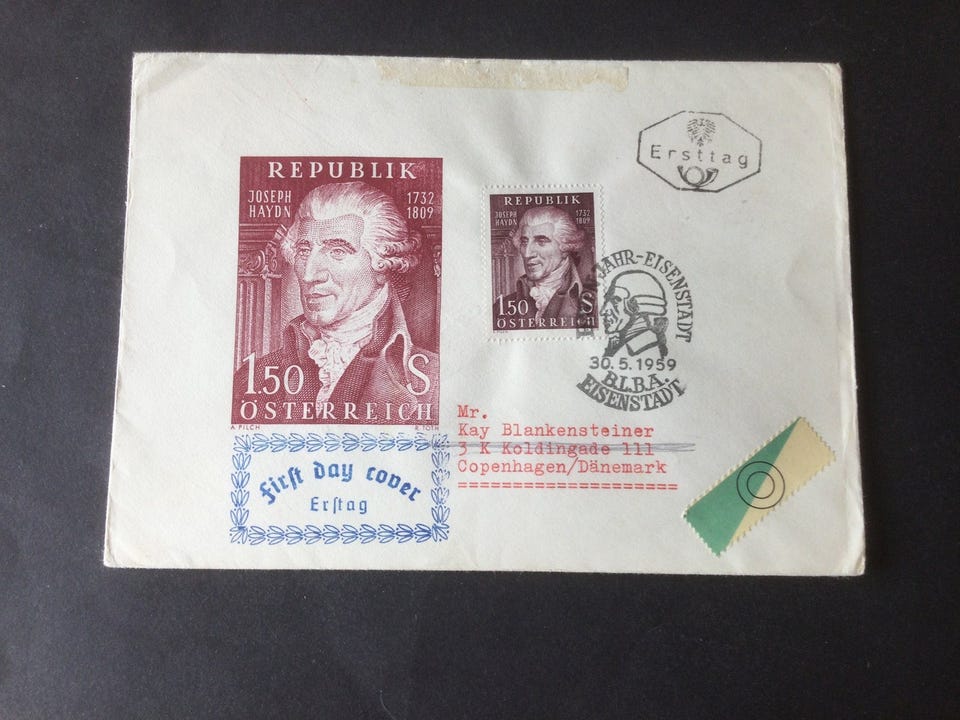 Ersttag
REPUBLIK
JOSEPH 1732
HAYDN 1809
1.50 S
ÖSTERREICH
A. PILCH R. TOTH
REPUBLIK
JOSEPH 1732
HAYDN 1809
1.50 S
ÖSTERREICH
JAHR-EISENSTADT
30.5.1959
B.L.B.A.
EISENSTADT
Mr.
Kay Blankensteiner
3 K Koldingade 111
Copenhagen/Dänemark
====================
First day cover
Erstag